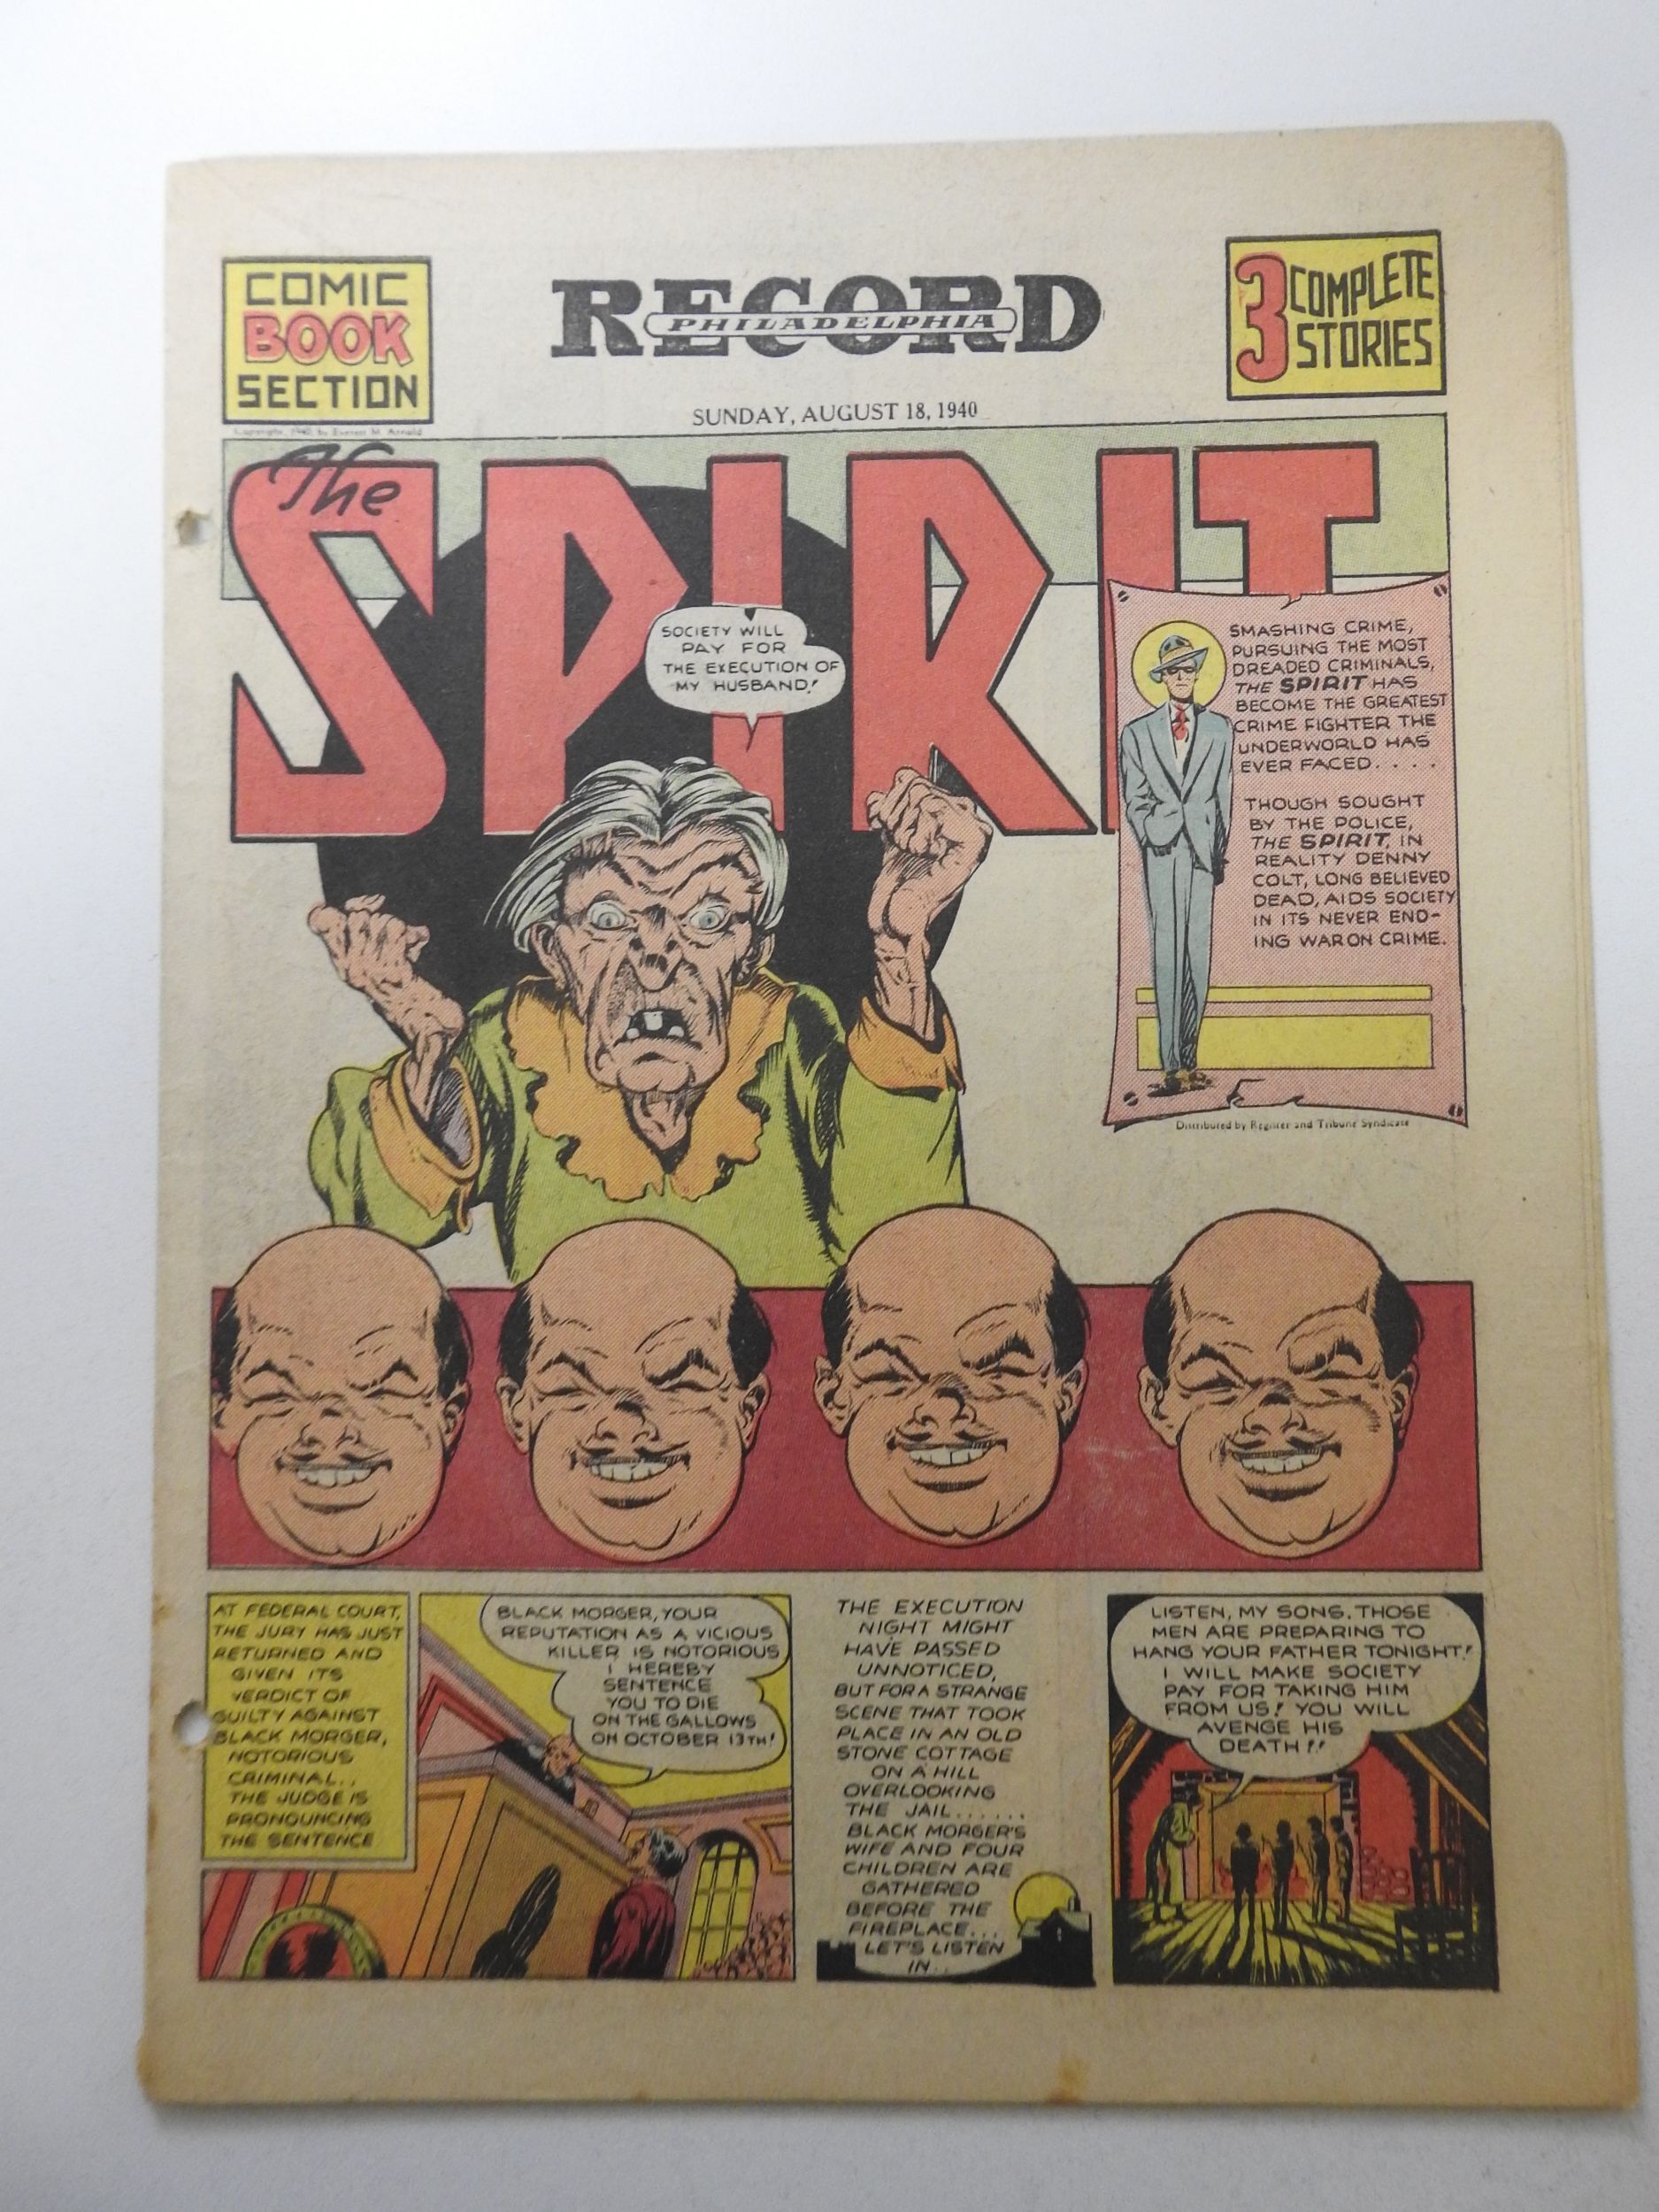 COMIC
BOOK
SECTION
Copyright, 1940, by Everett M. Arnold
RECORD
PHILADELPHIA
SUNDAY, AUGUST 18, 1940
3 COMPLETE
STORIES
The
SPIRIT
SOCIETY WILL
PAY FOR
THE EXECUTION OF
MY HUSBAND!
SMASHING CRIME,
PURSUING THE MOST
DREADED CRIMINALS,
THE SPIRIT HAS
BECOME THE GREATEST
CRIME FIGHTER THE
UNDERWORLD HAS
EVER FACED. . . .
THOUGH SOUGHT
BY THE POLICE,
THE SPIRIT, IN
REALITY DENNY
COLT, LONG BELIEVED
DEAD, AIDS SOCIETY
IN ITS NEVER END-
ING WAR ON CRIME.
Distributed by Register and Tribune Syndicate
AT FEDERAL COURT,
THE JURY HAS JUST
RETURNED AND
GIVEN ITS
VERDICT OF
GUILTY AGAINST
BLACK MORGER,
NOTORIOUS
CRIMINAL..
THE JUDGE IS
PRONOUNCING
THE SENTENCE
BLACK MORGER, YOUR
REPUTATION AS A VICIOUS
KILLER IS NOTORIOUS
I HEREBY
SENTENCE
YOU TO DIE
ON THE GALLOWS
ON OCTOBER 13TH!
THE EXECUTION
NIGHT MIGHT
HAVE PASSED
UNNOTICED,
BUT FOR A STRANGE
SCENE THAT TOOK
PLACE IN AN OLD
STONE COTTAGE
ON A HILL
OVERLOOKING
THE JAIL......
BLACK MORGER'S
WIFE AND FOUR
CHILDREN ARE
GATHERED
BEFORE THE
FIREPLACE...
LET'S LISTEN
IN..
LISTEN, MY SONS, THOSE
MEN ARE PREPARING TO
HANG YOUR FATHER TONIGHT!
I WILL MAKE SOCIETY
PAY FOR TAKING HIM
FROM US! YOU WILL
AVENGE HIS
DEATH!!